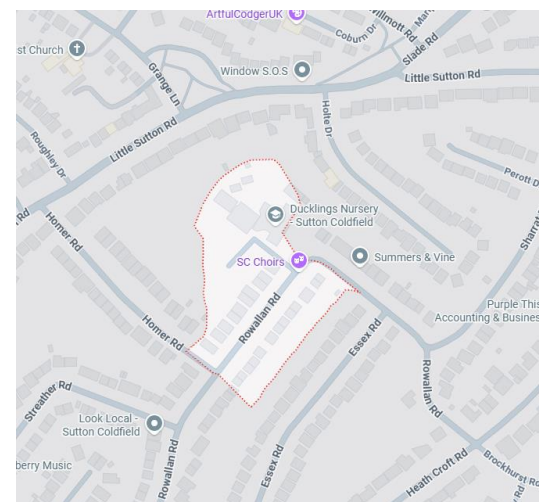 ArtfulCodgerUK
Willmott Rd
Coburn Dr
Slade Rd
st Church
Window S.O.S
Little Sutton Rd
Grange Ln
Holte Dr
Little Sutton Rd
Roughley Dr
Perott D
Rd
Ducklings Nursery
Sutton Coldfield
Homer Rd
Sharrat
SC Choirs
Summers & Vine
Purple This
Accounting & Busines
Rowallan Rd
Homer Rd
Essex Rd
Rowallan Rd
Streather Rd
Look Local -
Sutton Coldfield
berry Music
Rowallan Rd
Essex Rd
Heath Croft Rd
Brockhurst Rd
Rd